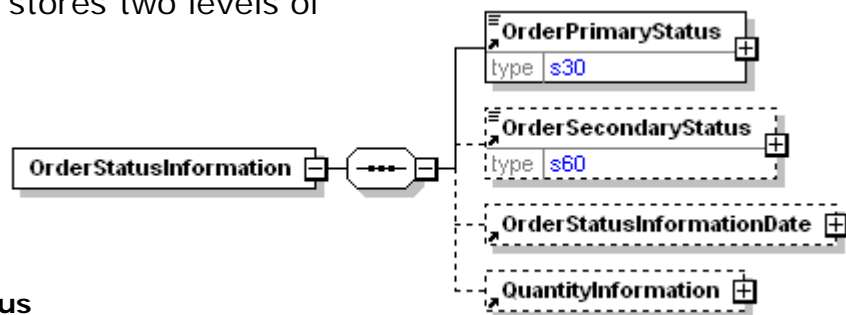 stores two levels of
OrderPrimaryStatus
type s30
OrderSecondaryStatus
type s60
OrderStatusInformation
OrderStatusInformationDate
QuantityInformation
us